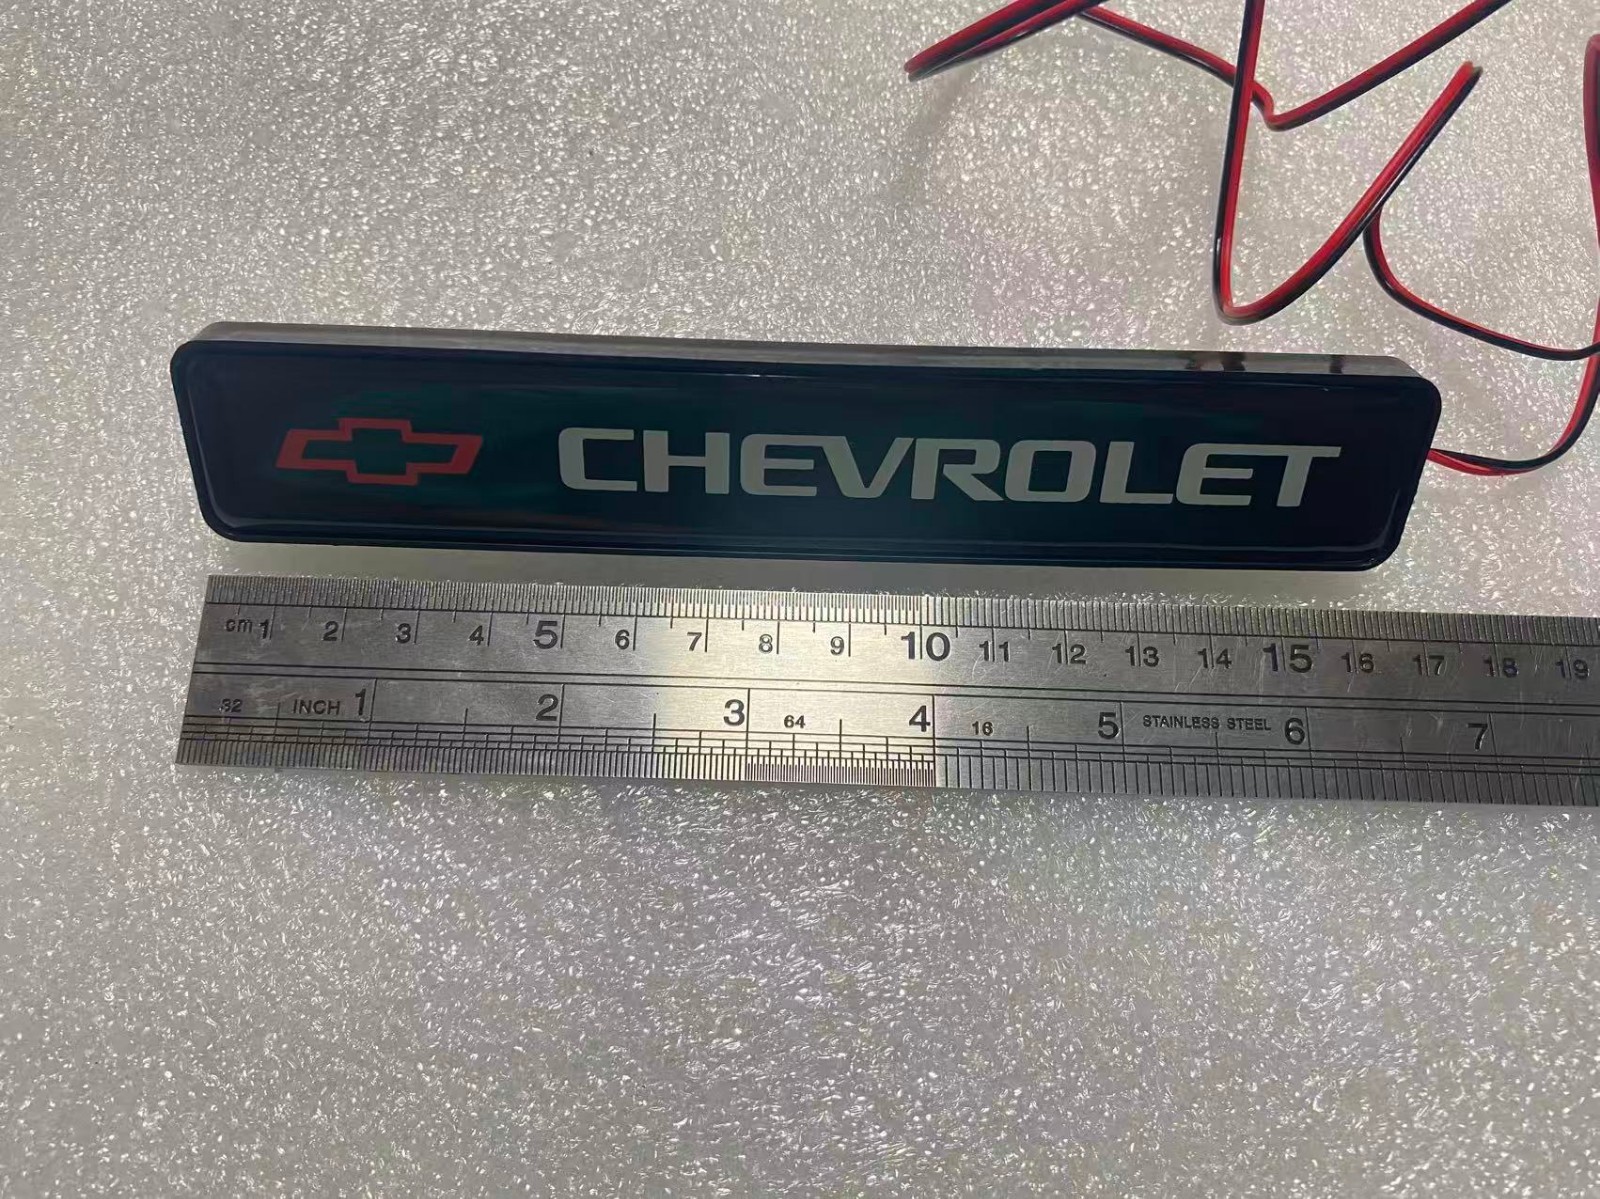 CHEVROLET
cm 1 2 3 4 5 6 7 8 9 10 11 12 13 14 15 16 17 18 19
32 INCH 1 2 3 64 4 16 5 STAINLESS STEEL 6 7